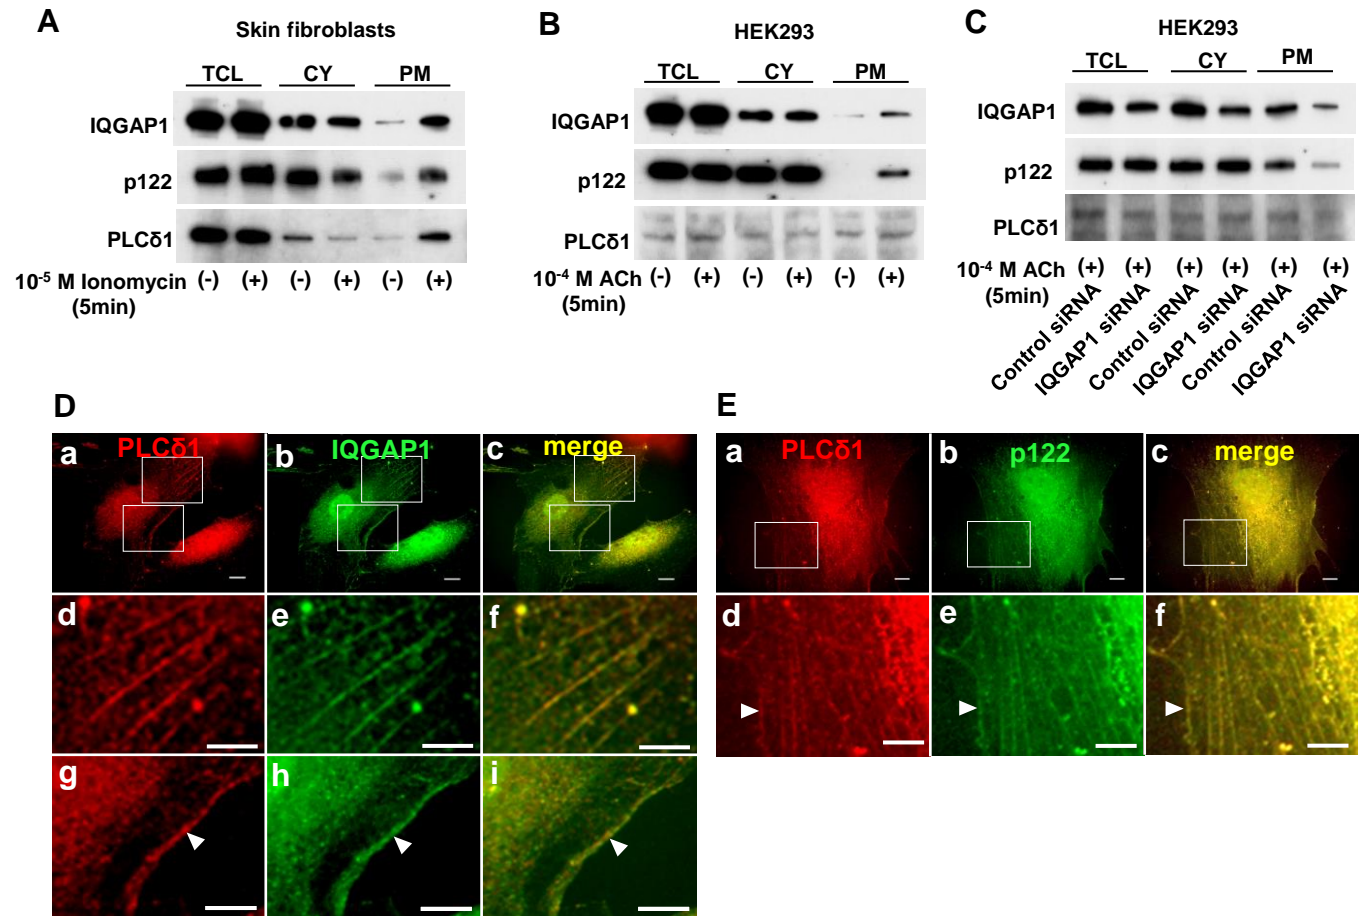 A
Skin fibroblasts
TCL CY PM
IQGAP1
p122
PLCδ1
10-5 M Ionomycin (-) (+) (-) (+) (-) (+)
(5min)
B
HEK293
TCL CY PM
IQGAP1
p122
PLCδ1
10-4 M ACh (-) (+) (-) (+) (-) (+)
(5min)
C
HEK293
TCL CY PM
IQGAP1
p122
PLCδ1
10-4 M ACh (+) (+) (+) (+) (+) (+)
(5min)
Control siRNA
IQGAP1 siRNA
Control siRNA
IQGAP1 siRNA
Control siRNA
IQGAP1 siRNA
D
a PLCδ1
b IQGAP1
c merge
d
e
f
g
h
i
E
a PLCδ1
b p122
c merge
d
e
f